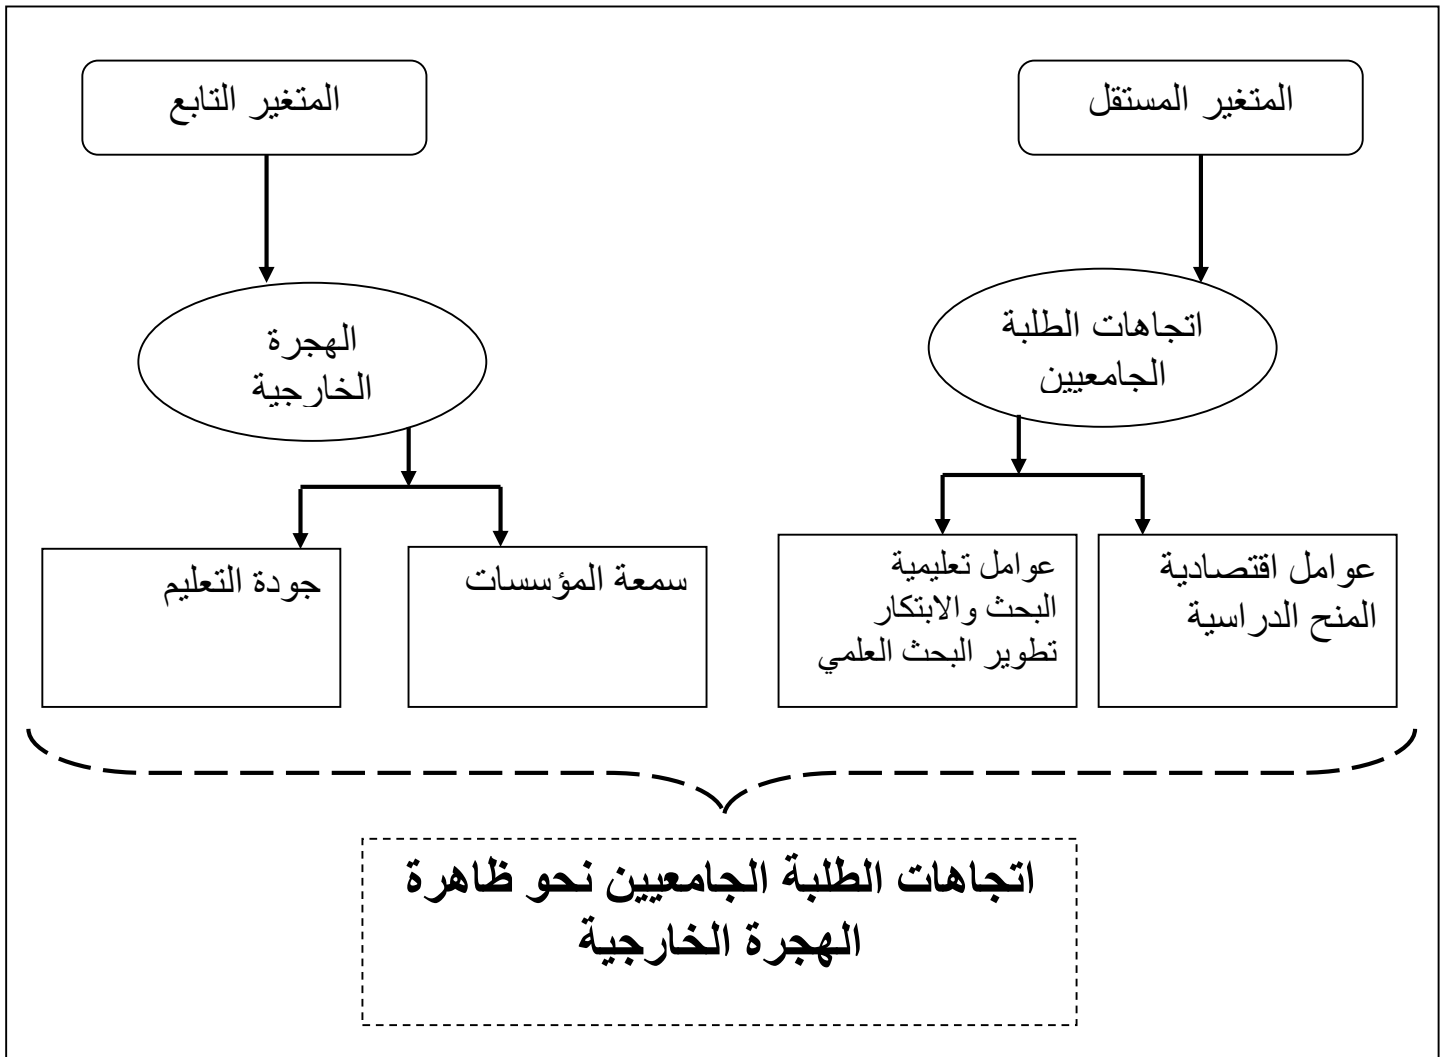 المتغير المستقل
المتغير التابع
اتجاهات الطلبة
الجامعيين
الهجرة
الخارجية
عوامل اقتصادية
المنح الدراسية
عوامل تعليمية
البحث والابتكار
تطوير البحث العلمي
سمعة المؤسسات
جودة التعليم
اتجاهات الطلبة الجامعيين نحو ظاهرة
الهجرة الخارجية